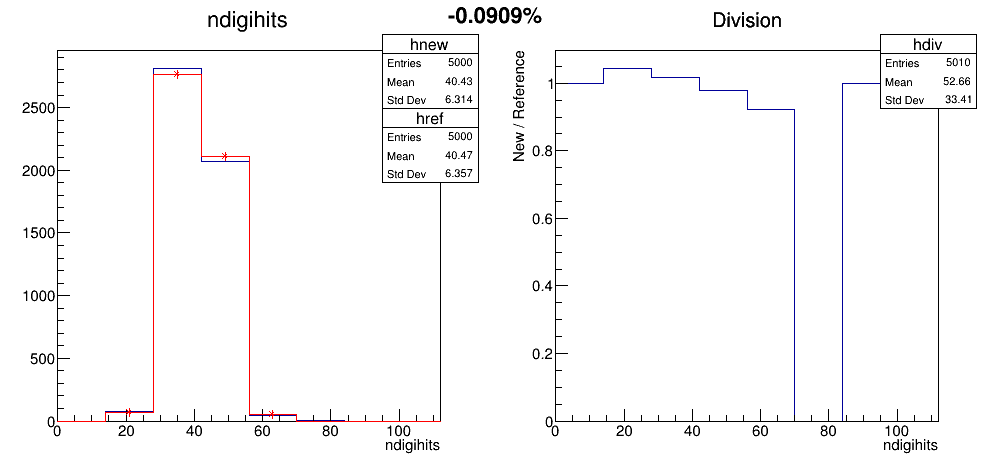 ndigihits
-0.0909%
Division
hnew
Entries 5000
Mean 40.43
Std Dev 6.314
href
Entries 5000
Mean 40.47
Std Dev 6.357
2500
2000
1500
1000
500
0
0 20 40 60 80 100
ndigihits
hdiv
Entries 5010
Mean 52.66
Std Dev 33.41
New / Reference
1
0.8
0.6
0.4
0.2
0
0 20 40 60 80 100
ndigihits